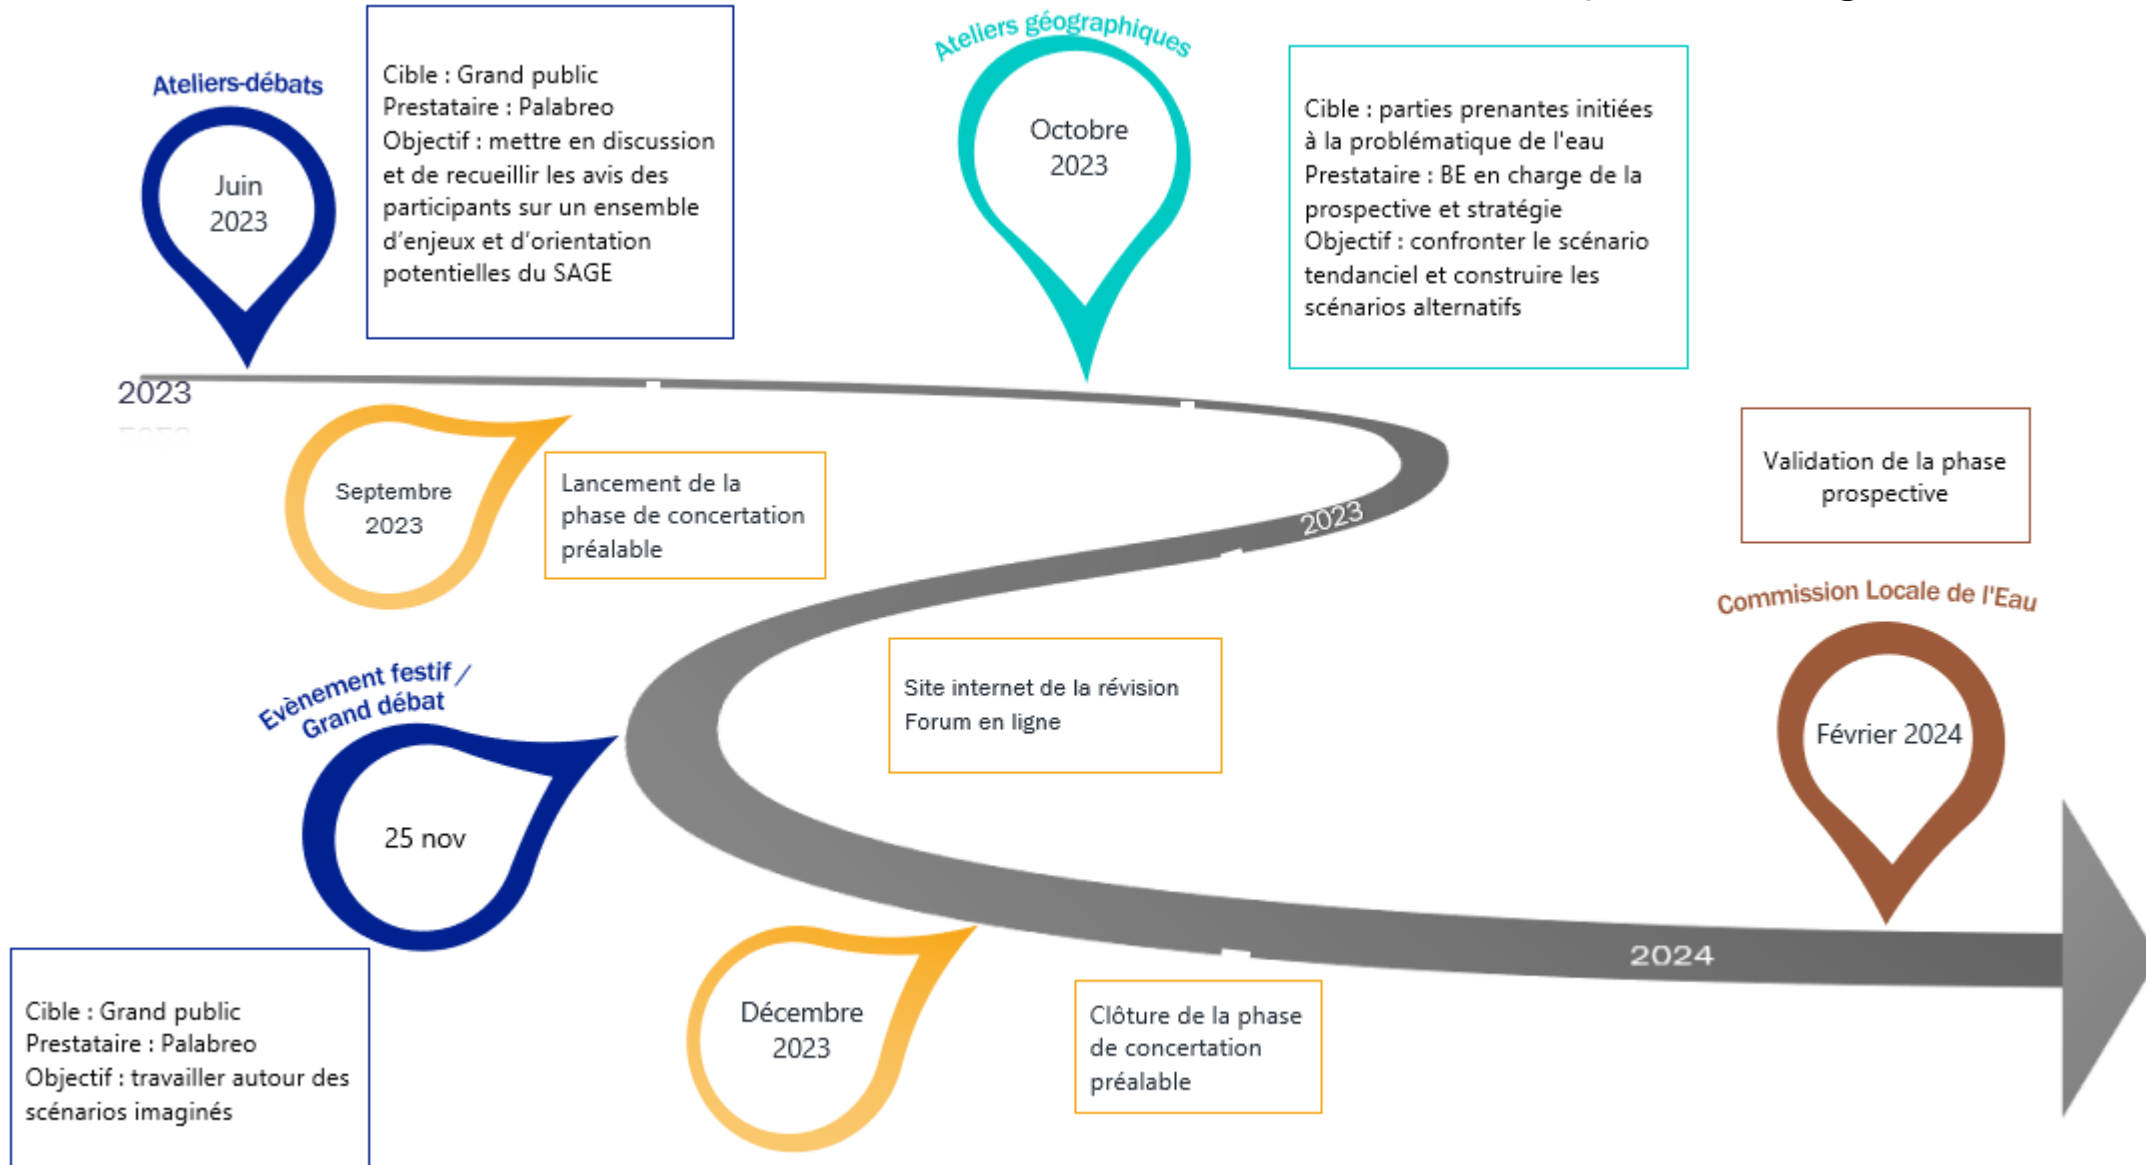 Ateliers-débats
Juin
2023
Cible : Grand public
Prestataire : Palabreo
Objectif : mettre en discussion
et de recueillir les avis des
participants sur un ensemble
d'enjeux et d'orientation
potentielles du SAGE
Ateliers géographiques
Octobre
2023
Cible : parties prenantes initiées
à la problématique de l'eau
Prestataire : BE en charge de la
prospective et stratégie
Objectif : confronter le scénario
tendanciel et construire les
scénarios alternatifs
2023
Septembre
2023
Lancement de la
phase de concertation
préalable
2023
Validation de la phase
prospective
Commission Locale de l'Eau
Février 2024
Site internet de la révision
Forum en ligne
Evènement festif /
Grand débat
25 nov
Cible : Grand public
Prestataire : Palabreo
Objectif : travailler autour des
scénarios imaginés
Décembre
2023
Clôture de la phase
de concertation
préalable
2024